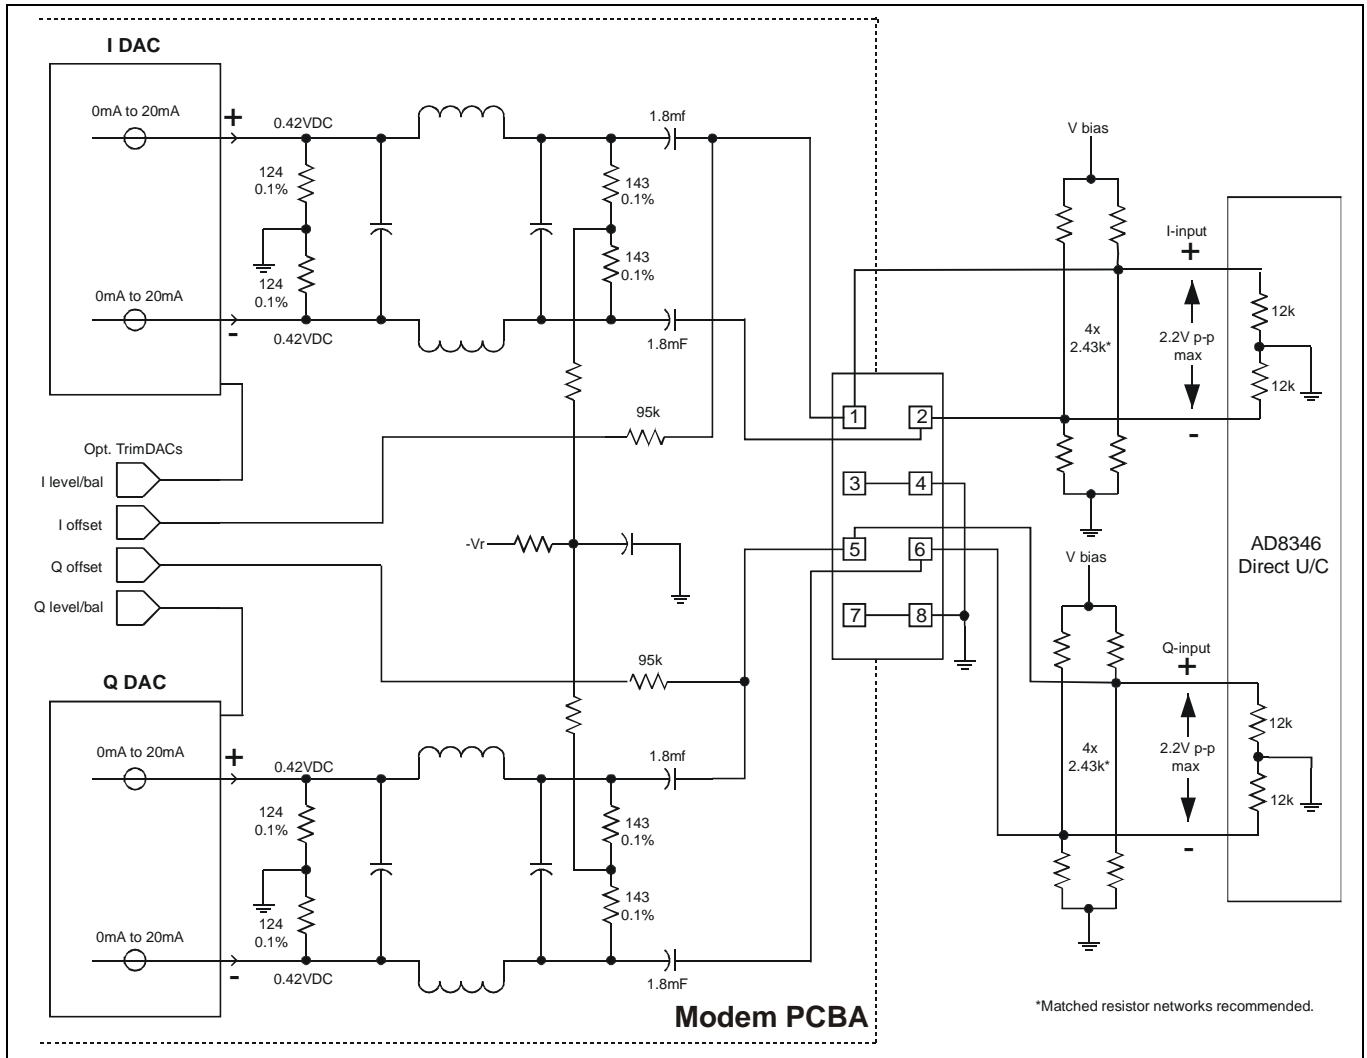 I DAC
0mA to 20mA
+
0.42VDC
124
0.1%
124
0.1%
0mA to 20mA
-
0.42VDC
1.8mf
143
0.1%
143
0.1%
1.8mF
95k
Opt. TrimDACs
I level/bal
I offset
Q offset
Q level/bal
-Vr
95k
Q DAC
0mA to 20mA
+
0.42VDC
124
0.1%
124
0.1%
0mA to 20mA
-
0.42VDC
1.8mf
143
0.1%
143
0.1%
1.8mF
Modem PCBA
1 2
3 4
5 6
7 8
V bias
4x
2.43k*
I-input
+
2.2V p-p
max
-
12k
12k
V bias
4x
2.43k*
Q-input
+
2.2V p-p
max
-
12k
12k
AD8346
Direct U/C
*Matched resistor networks recommended.